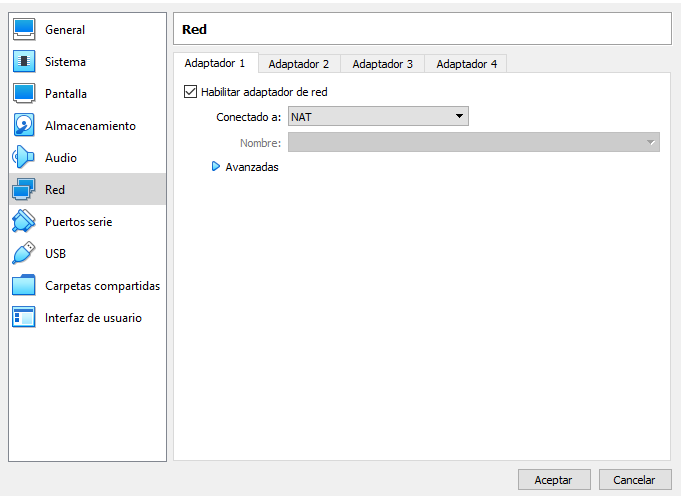 General
Sistema
Pantalla
Almacenamiento
Audio
Red
Puertos serie
USB
Carpetas compartidas
Interfaz de usuario
Red
Adaptador 1 Adaptador 2 Adaptador 3 Adaptador 4
Habilitar adaptador de red
Conectado a: NAT
Nombre:
Avanzadas
Aceptar Cancelar